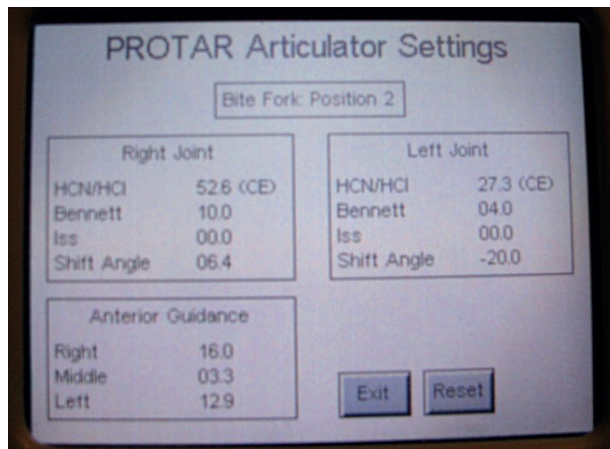 PROTAR Articulator Settings
Bite Fork: Position 2
Right Joint
HCN/HCI 52.6 (CE)
Bennett 10.0
Iss 00.0
Shift Angle 06.4
Left Joint
HCN/HCI 27.3 (CE)
Bennett 04.0
Iss 00.0
Shift Angle -20.0
Anterior Guidance
Right 16.0
Middle 03.3
Left 12.9
Exit
Reset